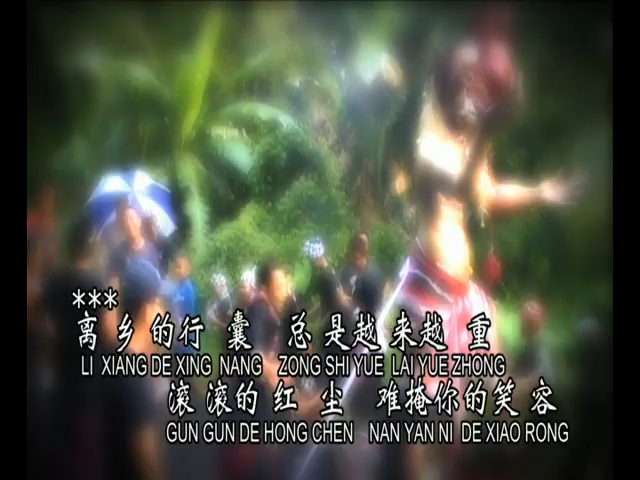 ***
离乡的行囊 总是越来越重
LI XIANG DE XING NANG ZONG SHI YUE LAI YUE ZHONG
滚滚的红尘 难掩你的笑容
GUN GUN DE HONG CHEN NAN YAN NI DE XIAO RONG